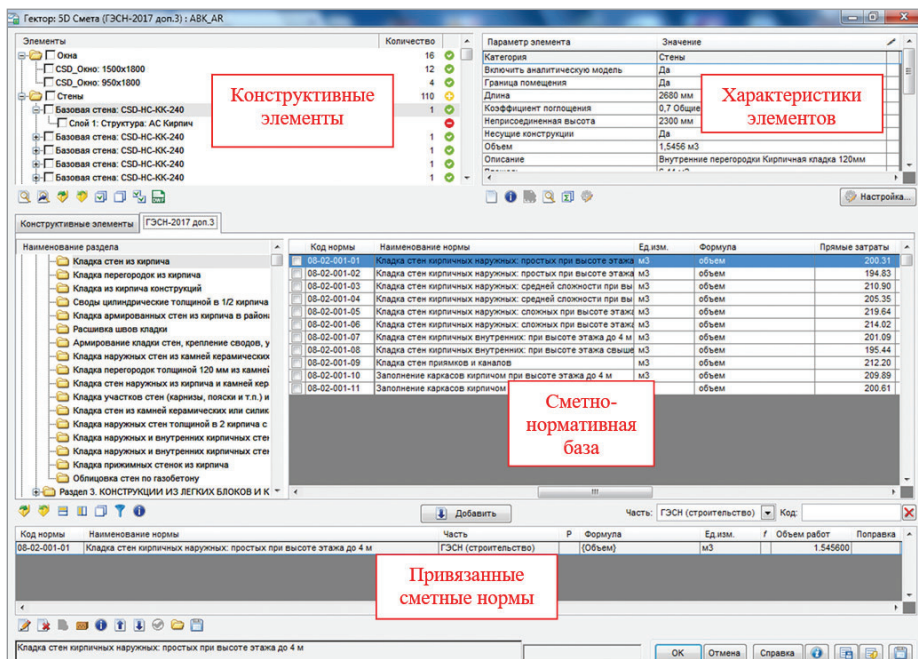 Гектор: 5D Смета (ГЭСН-2017 доп.3) : ABK_AR
Элементы Количество
Окна 16
CSD_Окно: 1500x1800 12
CSD_Окно: 950x1800 4
Стены 110
Базовая стена: CSD-НС-КК-240 1
Слой 1: Структура: АС Кирпич
Базовая стена: CSD-НС-КК-240 1
Базовая стена: CSD-НС-КК-240 1
Базовая стена: CSD-НС-КК-240 1
Базовая стена: CSD-НС-КК-240 1
Конструктивные элементы
Параметр элемента Значение
Категория Стены
Включить аналитическую модель Да
Граница помещения Да
Длина 2680 мм
Коэффициент поглощения 0,7 Общие
Неприсоединенная высота 2300 мм
Несущие конструкции Да
Объем 1,5456 м3
Описание Внутренние перегородки Кирпичная кладка 120мм
Характеристики элементов
Настройка...
Конструктивные элементы ГЭСН-2017 доп.3
Наименование раздела
Кладка стен из кирпича
Кладка перегородок из кирпича
Кладка из кирпича конструкций
Своды цилиндрические толщиной в 1/2 кирпича
Кладка армированных стен из кирпича в район
Расшивка швов кладки
Армирование кладки стен, крепление сводов, у
Кладка наружных стен из камней керамических
Кладка перегородок толщиной 120 мм из камней
Кладка стен наружных из кирпича и камней кер
Кладка участков стен (карнизы, пояски и т.п.) и
Кладка стен из камней керамических или силик
Кладка наружных стен толщиной в 2 кирпича с
Кладка наружных и внутренних кирпичных стен
Кладка наружных и внутренних кирпичных стен
Кладка прижимных стенок из кирпича
Облицовка стен по газобетону
Раздел 3. КОНСТРУКЦИИ ИЗ ЛЕГКИХ БЛОКОВ И К
Код нормы Наименование нормы Ед.изм. Формула Прямые затраты
08-02-001-01 Кладка стен кирпичных наружных: простых при высоте этажа м3 объем 200.31
08-02-001-02 Кладка стен кирпичных наружных: простых при высоте этажа м3 объем 194.83
08-02-001-03 Кладка стен кирпичных наружных: средней сложности при вы м3 объем 210.90
08-02-001-04 Кладка стен кирпичных наружных: средней сложности при вы м3 объем 205.35
08-02-001-05 Кладка стен кирпичных наружных: сложных при высоте этажа м3 объем 219.64
08-02-001-06 Кладка стен кирпичных наружных: сложных при высоте этажа м3 объем 214.02
08-02-001-07 Кладка стен кирпичных внутренних: при высоте этажа до 4 м м3 объем 201.09
08-02-001-08 Кладка стен кирпичных внутренних: при высоте этажа свыше м3 объем 195.44
08-02-001-09 Кладка стен приямков и каналов м3 объем 212.20
08-02-001-10 Заполнение каркасов кирпичом при высоте этажа до 4 м м3 объем 209.89
08-02-001-11 Заполнение каркасов кирпичом объем 200.61
Сметно-
нормативная
база
Добавить Часть: ГЭСН (строительство) Код:
Код нормы Наименование нормы Часть Р Формула Ед.изм. f Объем работ Поправка
08-02-001-01 Кладка стен кирпичных наружных: простых при высоте этажа до 4 м ГЭСН (строительство) {Объем} м3 1.545600
Привязанные
сметные нормы
Кладка стен кирпичных наружных: простых при высоте этажа до 4 м
OK Отмена Справка